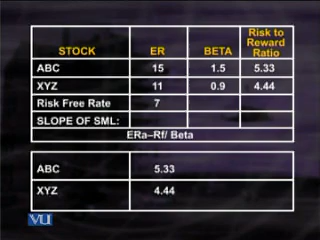 STOCK ER BETA Risk to Reward Ratio
ABC 15 1.5 5.33
XYZ 11 0.9 4.44
Risk Free Rate 7
SLOPE OF SML:
ERa–Rf/ Beta
ABC 5.33
XYZ 4.44
VU